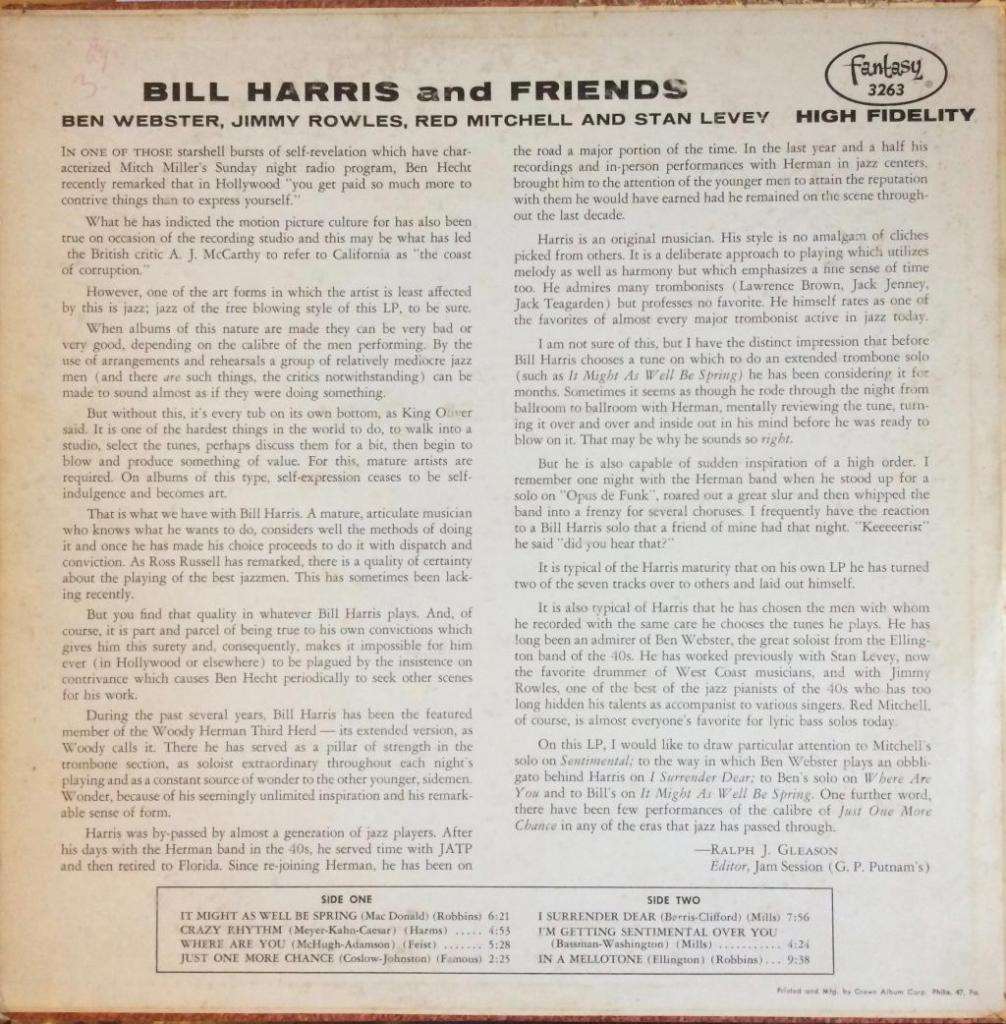 fantasy
3263
BILL HARRIS and FRIENDS
BEN WEBSTER, JIMMY ROWLES, RED MITCHELL AND STAN LEVEY HIGH FIDELITY
IN ONE OF THOSE starshell bursts of self-revelation which have char-
acterized Mitch Miller's Sunday night radio program, Ben Hecht
recently remarked that in Hollywood "you get paid so much more to
contrive things than to express yourself."
What he has indicted the motion picture culture for has also been
true on occasion of the recording studio and this may be what has led
the British critic A. J. McCarthy to refer to California as "the coast
of corruption."
However, one of the art forms in which the artist is least affected
by this is jazz; jazz of the free blowing style of this LP, to be sure.
When albums of this nature are made they can be very bad or
very good, depending on the calibre of the men performing. By the
use of arrangements and rehearsals a group of relatively mediocre jazz
men (and there are such things, the critics notwithstanding) can be
made to sound almost as if they were doing something.
But without this, it's every tub on its own bottom, as King Oliver
said. It is one of the hardest things in the world to do, to walk into a
studio, select the tunes, perhaps discuss them for a bit, then begin to
blow and produce something of value. For this, mature artists are
required. On albums of this type, self-expression ceases to be self-
indulgence and becomes art.
That is what we have with Bill Harris. A mature, articulate musician
who knows what he wants to do, considers well the methods of doing
it and once he has made his choice proceeds to do it with dispatch and
conviction. As Ross Russell has remarked, there is a quality of certainty
about the playing of the best jazzmen. This has sometimes been lack-
ing recently.
But you find that quality in whatever Bill Harris plays. And, of
course, it is part and parcel of being true to his own convictions which
gives him this surety and, consequently, makes it impossible for him
ever (in Hollywood or elsewhere) to be plagued by the insistence on
contrivance which causes Ben Hecht periodically to seek other scenes
for his work.
During the past several years, Bill Harris has been the featured
member of the Woody Herman Third Herd — its extended version, as
Woody calls it. There he has served as a pillar of strength in the
trombone section, as soloist extraordinary throughout each night's
playing and as a constant source of wonder to the other younger, sidemen.
Wonder, because of his seemingly unlimited inspiration and his remark-
able sense of form.
Harris was by-passed by almost a generation of jazz players. After
his days with the Herman band in the 40s, he served time with JATP
and then retired to Florida. Since re-joining Herman, he has been on
the road a major portion of the time. In the last year and a half his
recordings and in-person performances with Herman in jazz centers,
brought him to the attention of the younger men to attain the reputation
with them he would have earned had he remained on the scene through-
out the last decade.
Harris is an original musician. His style is no amalgam of cliches
picked from others. It is a deliberate approach to playing which utilizes
melody as well as harmony but which emphasizes a fine sense of time
too. He admires many trombonists (Lawrence Brown, Jack Jenney,
Jack Teagarden) but professes no favorite. He himself rates as one of
the favorites of almost every major trombonist active in jazz today.
I am not sure of this, but I have the distinct impression that before
Bill Harris chooses a tune on which to do an extended trombone solo
(such as It Might As Well Be Spring) he has been considering it for
months. Sometimes it seems as though he rode through the night from
ballroom to ballroom with Herman, mentally reviewing the tune, turn-
ing it over and over and inside out in his mind before he was ready to
blow on it. That may be why he sounds so right.
But he is also capable of sudden inspiration of a high order. I
remember one night with the Herman band when he stood up for a
solo on "Opus de Funk", roared out a great slur and then whipped the
band into a frenzy for several choruses. I frequently have the reaction
to a Bill Harris solo that a friend of mine had that night. "Keeeeerist"
he said "did you hear that?"
It is typical of the Harris maturity that on his own LP he has turned
two of the seven tracks over to others and laid out himself.
It is also typical of Harris that he has chosen the men with whom
he recorded with the same care he chooses the tunes he plays. He has
long been an admirer of Ben Webster, the great soloist from the Elling-
ton band of the 40s. He has worked previously with Stan Levey, now
the favorite drummer of West Coast musicians, and with Jimmy
Rowles, one of the best of the jazz pianists of the 40s who has too
long hidden his talents as accompanist to various singers. Red Mitchell,
of course, is almost everyone's favorite for lyric bass solos today.
On this LP, I would like to draw particular attention to Mitchell's
solo on Sentimental; to the way in which Ben Webster plays an obbli-
gato behind Harris on I Surrender Dear; to Ben's solo on Where Are
You and to Bill's on It Might As Well Be Spring. One further word,
there have been few performances of the calibre of Just One More
Chance in any of the eras that jazz has passed through.
—RALPH J. GLEASON
Editor, Jam Session (G. P. Putnam's)
SIDE ONE
IT MIGHT AS WELL BE SPRING (Mac Donald) (Robbins) 6:21
CRAZY RHYTHM (Meyer-Kahn-Caesar) (Harms) ..... 4:53
WHERE ARE YOU (McHugh-Adamson) (Feist) ....... 5:28
JUST ONE MORE CHANCE (Coslow-Johnston) (Famous) 2:25
SIDE TWO
I SURRENDER DEAR (Berris-Clifford) (Mills) 7:56
I'M GETTING SENTIMENTAL OVER YOU
(Bassman-Washington) (Mills) ........... 4:24
IN A MELLOTONE (Ellington) (Robbins)... 9:38
Printed and Mfg. by Crown Album Corp. Phila. 47, Pa.